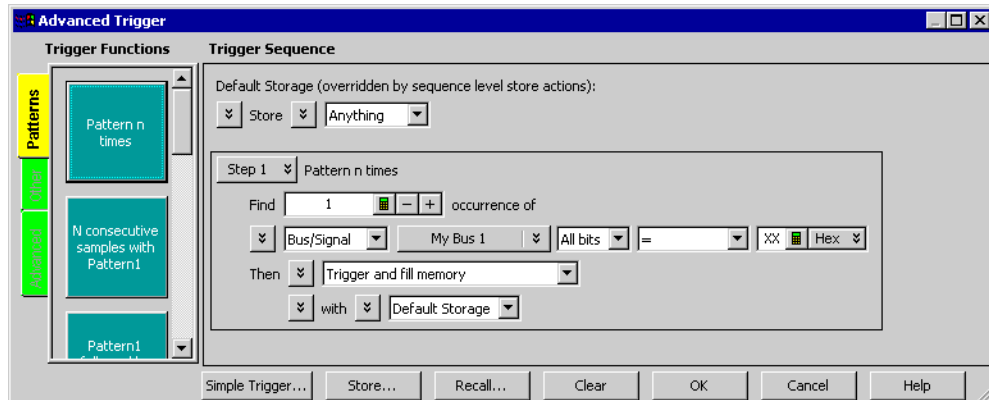 Advanced Trigger
Trigger Functions
Trigger Sequence
Patterns
Other
Advanced
Pattern n
times
N consecutive
samples with
Pattern1
Pattern1
Default Storage (overridden by sequence level store actions):
Store Anything
Step 1 Pattern n times
Find 1 - + occurrence of
Bus/Signal My Bus 1 All bits = XX Hex
Then Trigger and fill memory
with Default Storage
Simple Trigger... Store... Recall... Clear OK Cancel Help